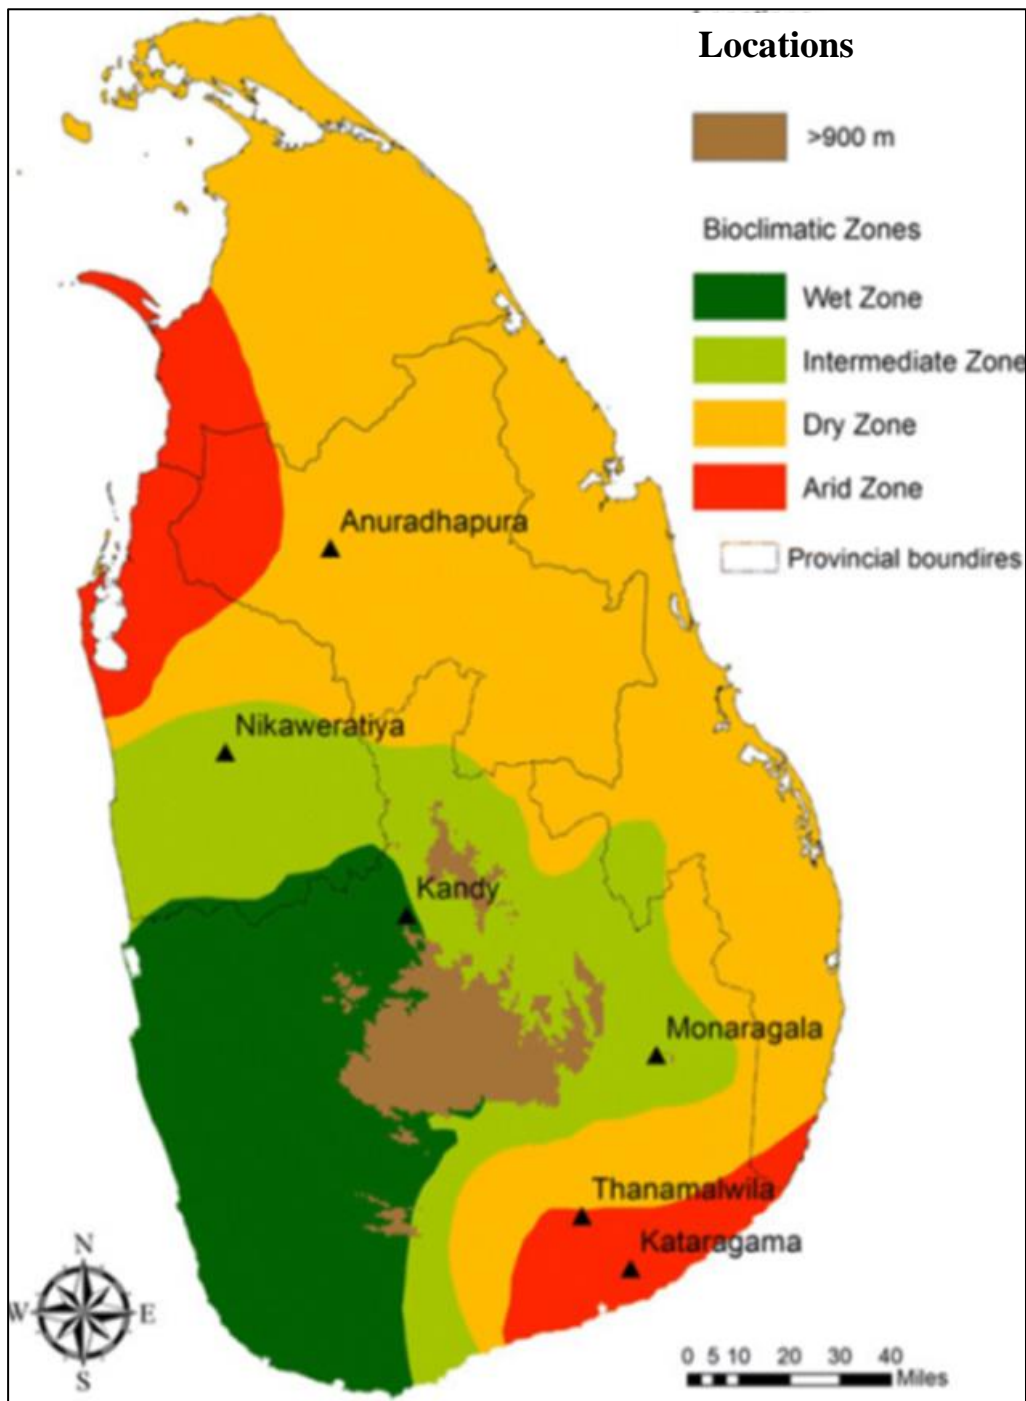 Locations
>900 m
Bioclimatic Zones
Wet Zone
Intermediate Zone
Dry Zone
Arid Zone
Provincial boundires
Anuradhapura
Nikaweratiya
Kandy
Monaragala
Thanamalwila
Kataragama
N
W E
S
0 5 10 20 30 40
Miles